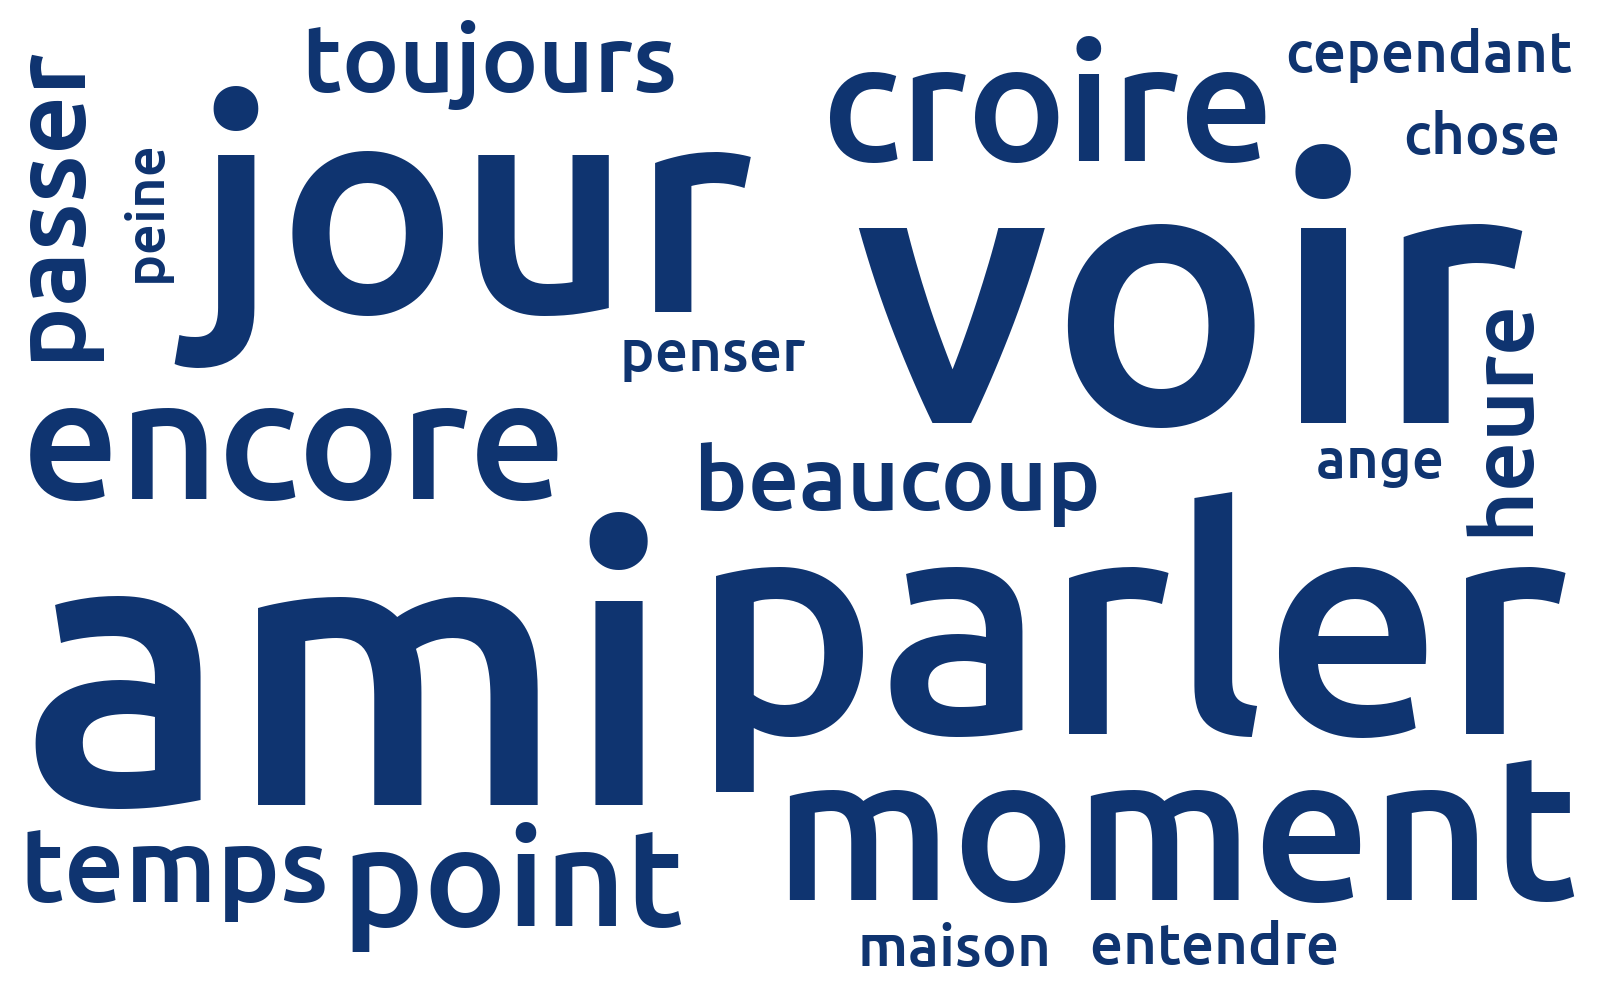 toujours
croire
cependant
passer
peine
jour
chose
voir
penser
heure
encore
beaucoup
ange
ami
parler
moment
temps
point
maison
entendre